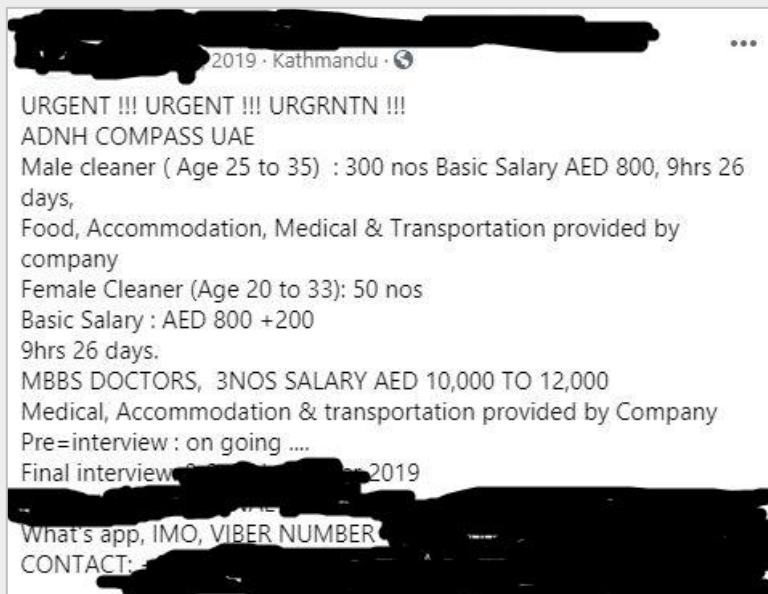 2019 · Kathmandu ·
URGENT !!! URGENT !!! URGRNTN !!!
ADNH COMPASS UAE
Male cleaner ( Age 25 to 35) : 300 nos Basic Salary AED 800, 9hrs 26
days,
Food, Accommodation, Medical & Transportation provided by
company
Female Cleaner (Age 20 to 33): 50 nos
Basic Salary : AED 800 +200
9hrs 26 days.
MBBS DOCTORS, 3NOS SALARY AED 10,000 TO 12,000
Medical, Accommodation & transportation provided by Company
Pre=interview : on going ....
Final interview 2019
What's app, IMO, VIBER NUMBER
CONTACT: